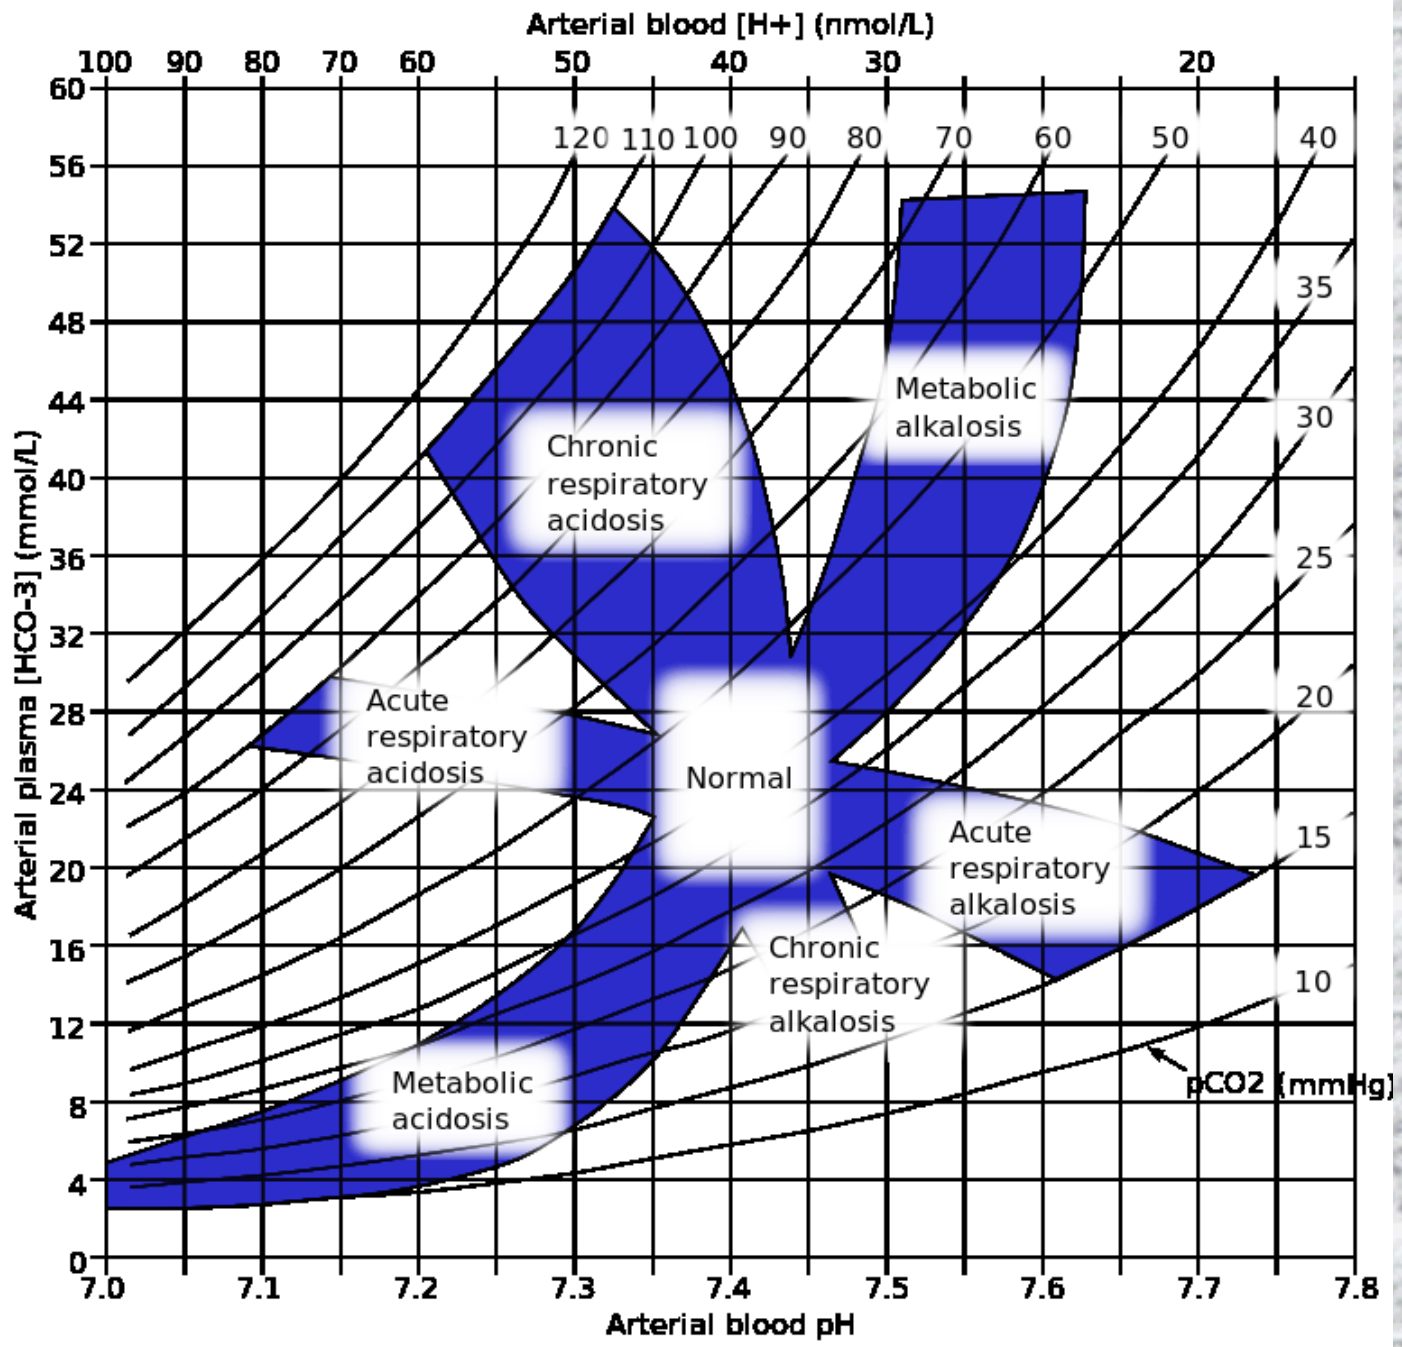 Arterial blood [H+] (nmol/L)
100 90 80 70 60 50 40 30 20
60
120 110 100 90 80 70 60 50 40
56
52
35
48
Metabolic
alkalosis
44
30
Chronic
respiratory
acidosis
40
36
25
32
Arterial plasma [HCO-3] (mmol/L)
Acute
respiratory
acidosis
28
20
Normal
24
Acute
respiratory
alkalosis
15
20
16
Chronic
respiratory
alkalosis
10
12
Metabolic
acidosis
pCO2 (mmHg)
8
4
0
7.0 7.1 7.2 7.3 7.4 7.5 7.6 7.7 7.8
Arterial blood pH